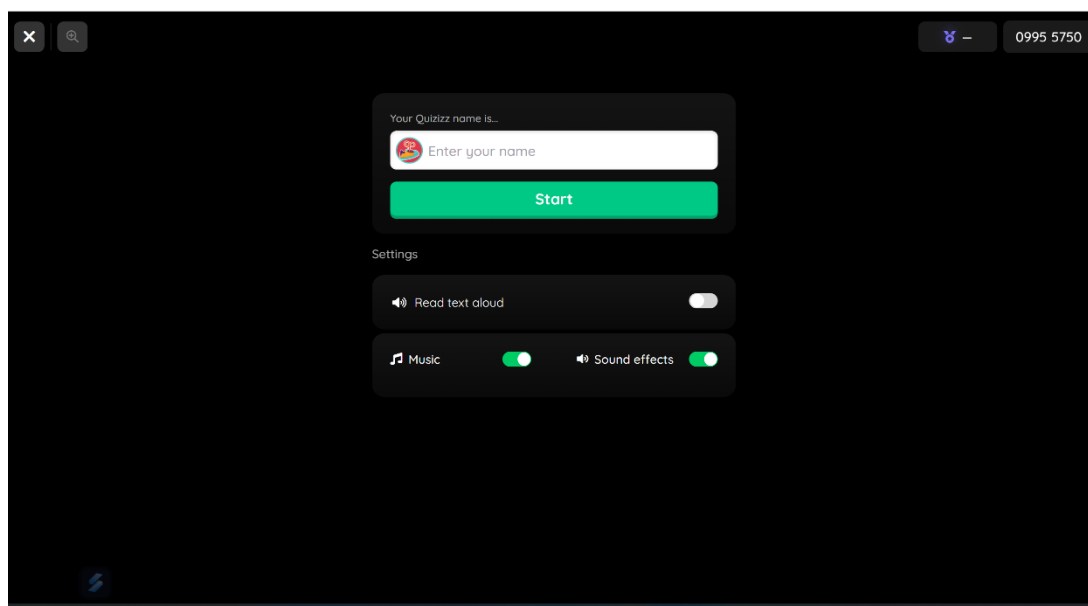 – 0995 5750
Your Quizizz name is...
Enter your name
Start
Settings
Read text aloud
Music Sound effects